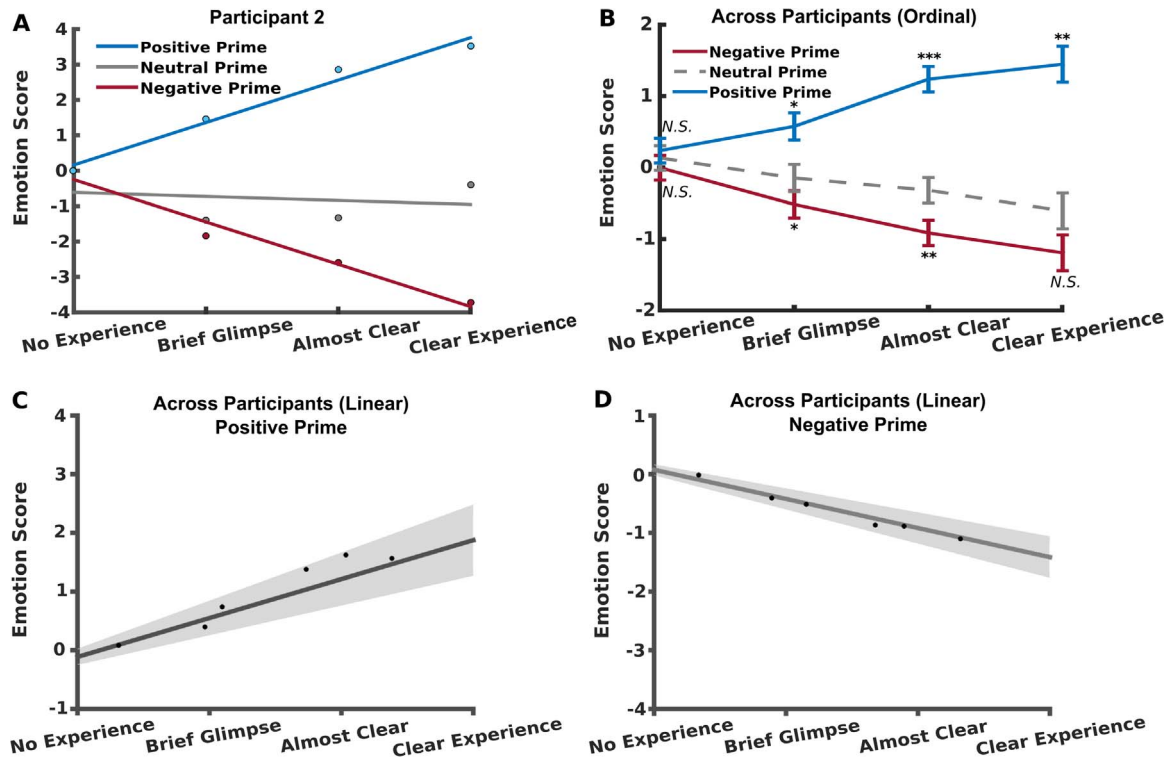 A
Participant 2
4
3
2
1
0
-1
-2
-3
-4
Emotion Score
Positive Prime
Neutral Prime
Negative Prime
No Experience
Brief Glimpse
Almost Clear
Clear Experience
B
Across Participants (Ordinal)
2
1
0
-1
-2
Emotion Score
Negative Prime
Neutral Prime
Positive Prime
N.S.
*
***
**
N.S.
*
**
N.S.
No Experience
Brief Glimpse
Almost Clear
Clear Experience
C
Across Participants (Linear)
Positive Prime
4
3
2
1
0
-1
Emotion Score
No Experience
Brief Glimpse
Almost Clear
Clear Experience
D
Across Participants (Linear)
Negative Prime
1
0
-1
-2
-3
-4
Emotion Score
No Experience
Brief Glimpse
Almost Clear
Clear Experience